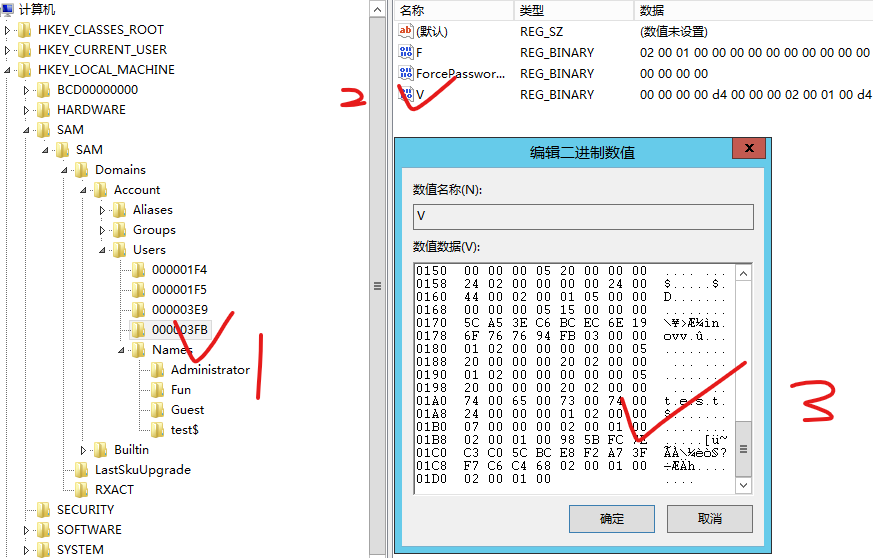 计算机
HKEY_CLASSES_ROOT
HKEY_CURRENT_USER
HKEY_LOCAL_MACHINE
BCD00000000
HARDWARE
SAM
SAM
Domains
Account
Aliases
Groups
Users
000001F4
000001F5
000003E9
000003FB
Names
Administrator
Fun
Guest
test$
Builtin
LastSkuUpgrade
RXACT
SECURITY
SOFTWARE
SYSTEM
1
2
名称 类型 数据
(默认) REG_SZ (数值未设置)
F REG_BINARY 02 00 01 00 00 00 00 00 00 00 00 00
ForcePasswor... REG_BINARY 00 00 00 00
V REG_BINARY 00 00 00 00 d4 00 00 00 02 00 01 00 d4
编辑二进制数值
x
数值名称(N):
V
数值数据(V):
0150 00 00 00 05 20 00 00 00 .... ...
0158 24 02 00 00 00 00 24 00 $.....$.
0160 44 00 02 00 01 05 00 00 D.......
0168 00 00 00 05 15 00 00 00 ........
0170 5C A5 3E C6 BC EC 6E 19 \¥>Æ¼ìn.
0178 6F 76 76 94 FB 03 00 00 ovv.û...
0180 01 02 00 00 00 00 00 05 ........
0188 20 00 00 00 20 02 00 00  ... ...
0190 01 02 00 00 00 00 00 05 ........
0198 20 00 00 00 20 02 00 00  ... ...
01A0 74 00 65 00 73 00 74 00 t.e.s.t.
01A8 24 00 00 00 01 02 00 00 $.......
01B0 07 00 00 00 02 00 01 00 ........
01B8 02 00 01 00 98 5B FC 7E .....[ü~
01C0 C3 C0 5C BC E8 F2 A7 3F ÃÀ\¼èò§?
01C8 F7 C6 C4 68 02 00 01 00 ÷ÆÄh....
01D0 02 00 01 00 ....
确定 取消
3